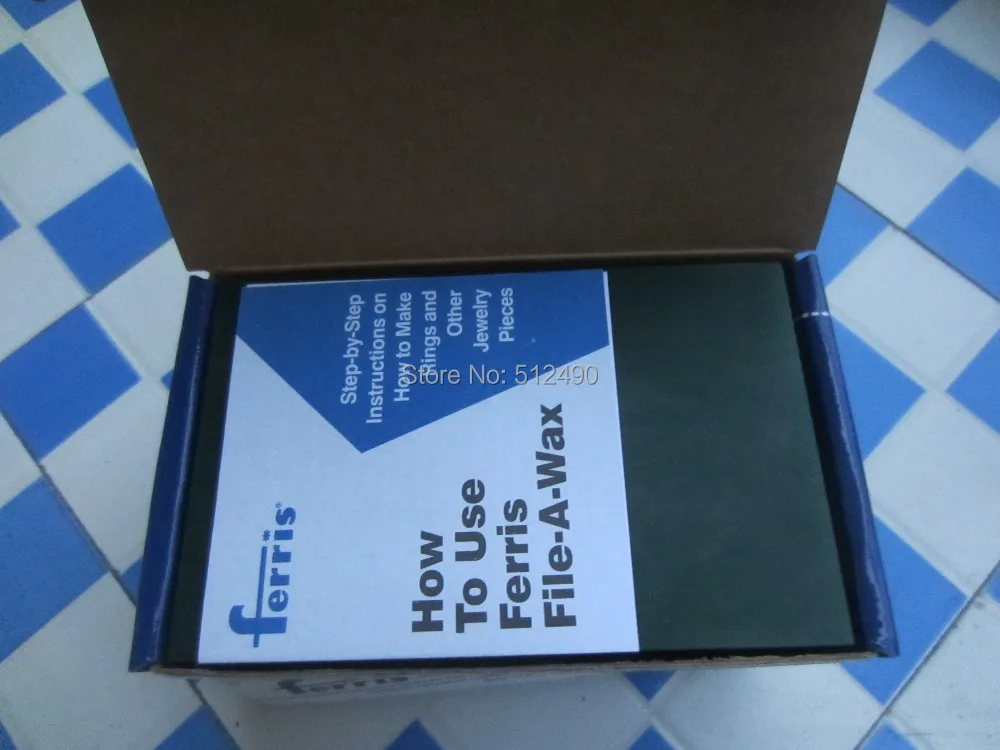 Step-by-Step
Instructions on
How to Make
Rings and
Other
Jewelry
Pieces
Store No: 512490
ferris®
How
To Use
Ferris
File-A-Wax
ferris